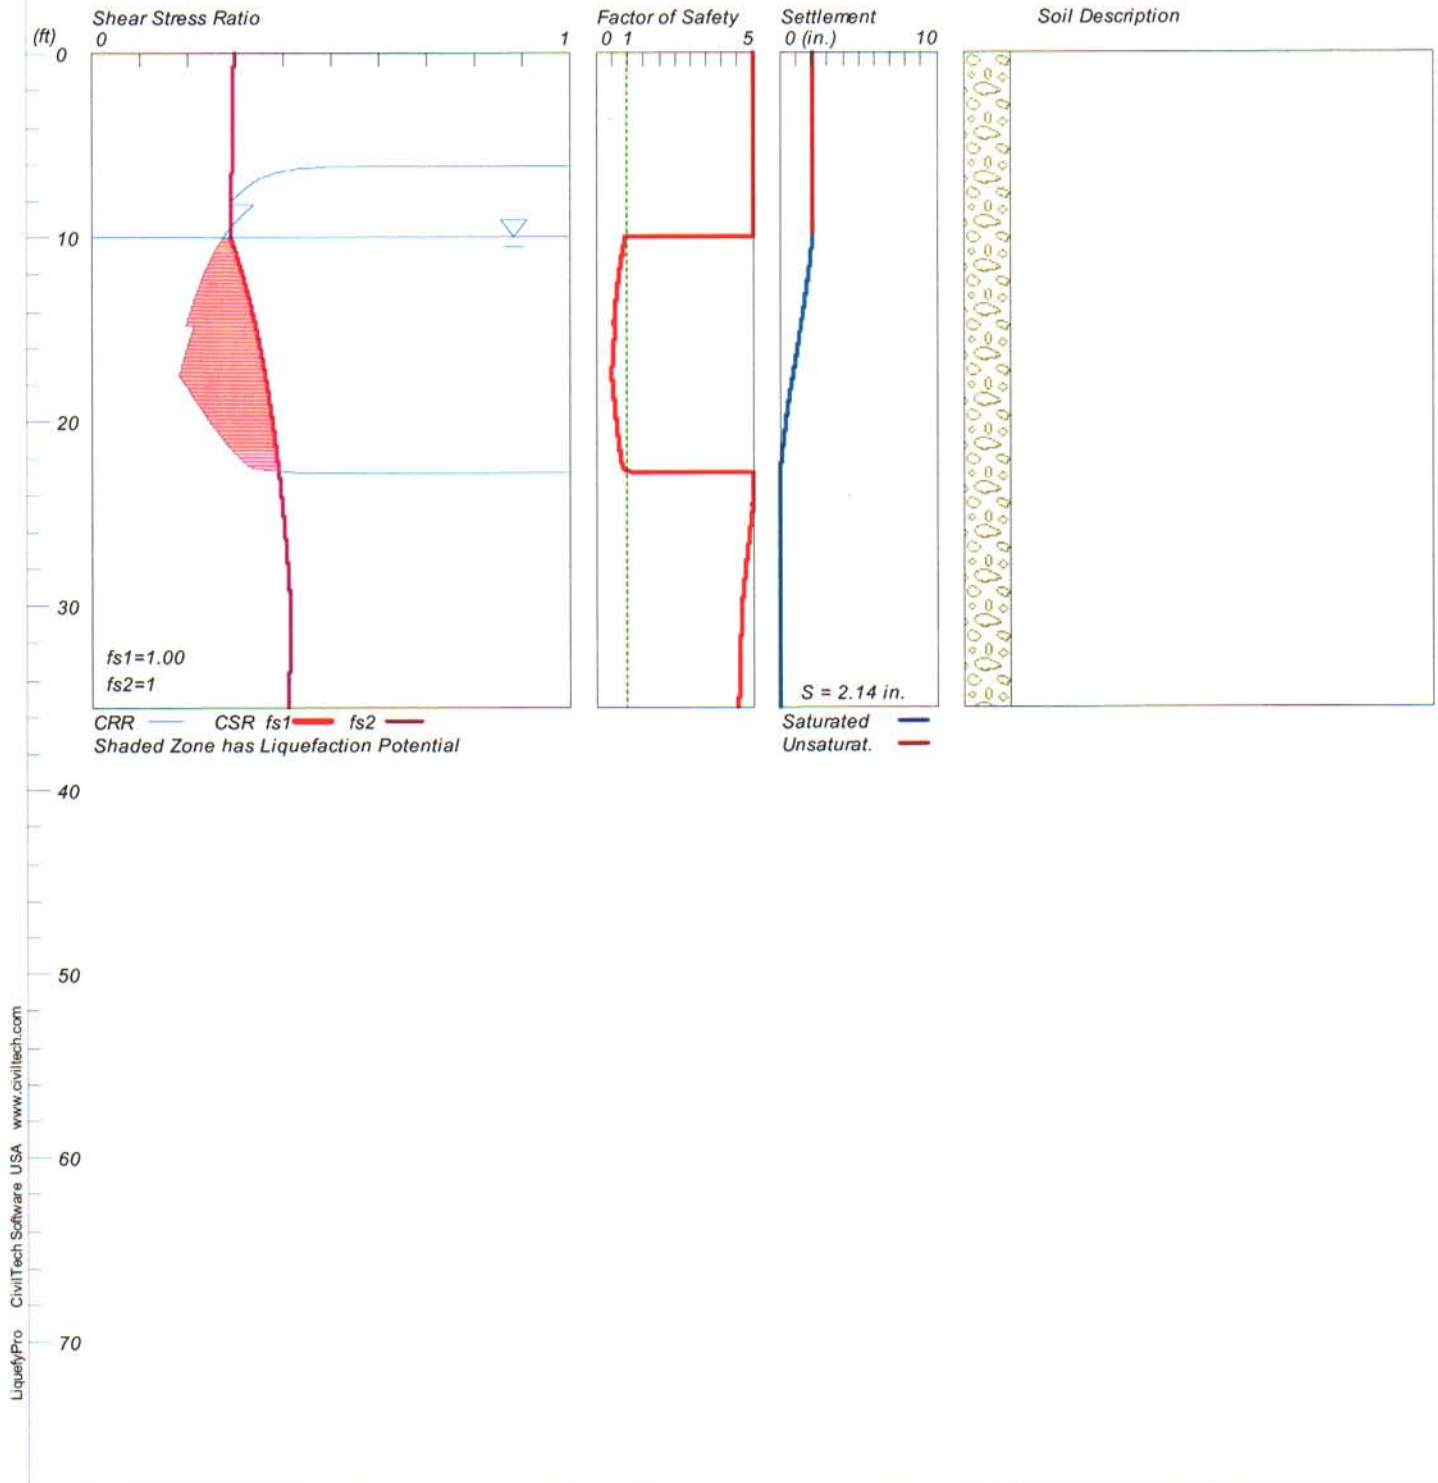 Shear Stress Ratio
Factor of Safety
Settlement
Soil Description
(ft)
0
1
0 1
5
0 (in.)
10
0
10
20
30
fs1=1.00
fs2=1
S = 2.14 in.
CRR
CSR fs1
fs2
Saturated
Shaded Zone has Liquefaction Potential
Unsaturat.
40
50
60
70
LiquefyPro CivilTech Software USA www.civiltech.com